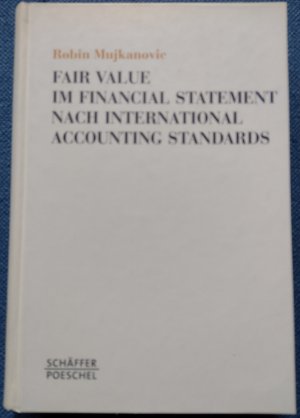 Robin Mujkanovic
FAIR VALUE
IM FINANCIAL STATEMENT
NACH INTERNATIONAL
ACCOUNTING STANDARDS
SCHÄFFER
POESCHEL